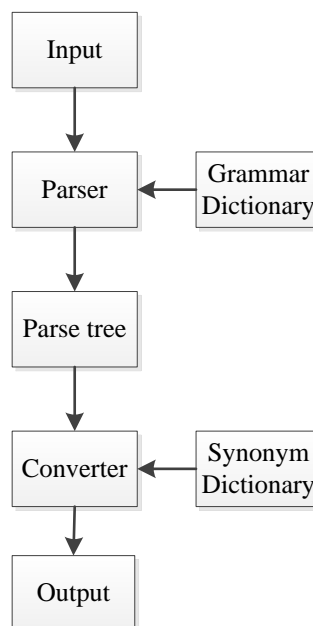 Input
Parser
Grammar
Dictionary
Parse tree
Converter
Synonym
Dictionary
Output